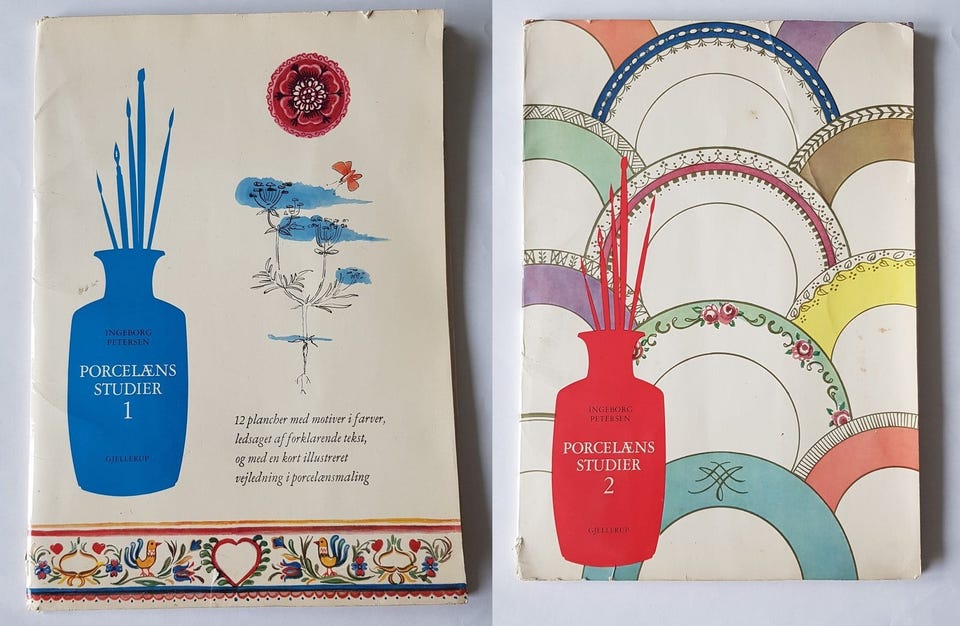 INGEBORG
PETERSEN
PORCELÆNS
STUDIER
1
GJELLERUP
12 plancher med motiver i farver,
ledsaget af forklarende tekst,
og med en kort illustreret
vejledning i porcelænsmaling
INGEBORG
PETERSEN
PORCELÆNS
STUDIER
2
GJELLERUP